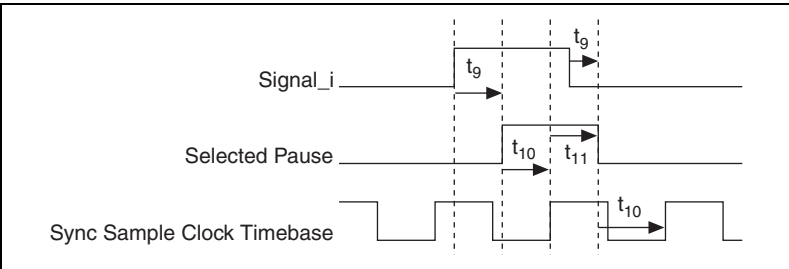 t9
Signal_i
t9
Selected Pause
t10
t11
t10
Sync Sample Clock Timebase